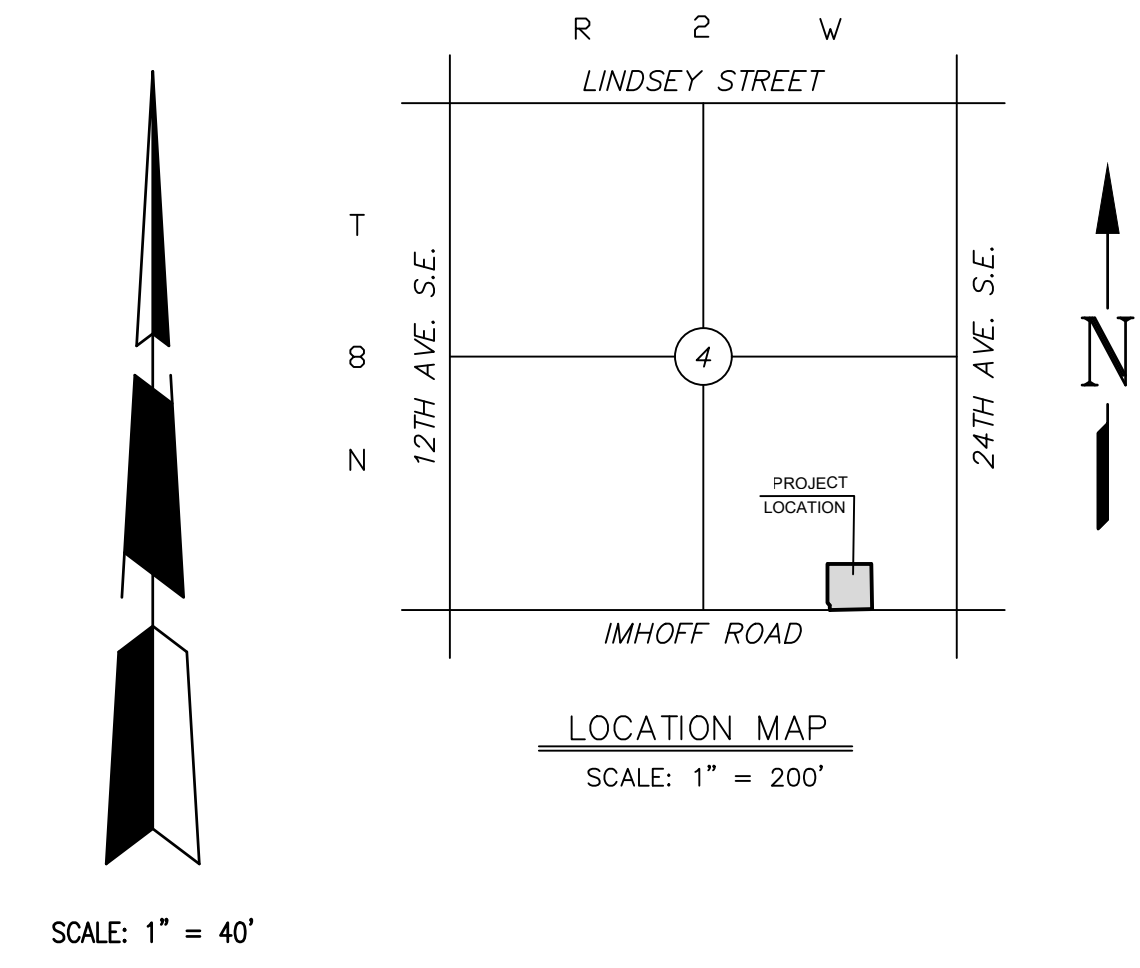 R 2 W
LINDSEY STREET
T
8
N
12TH AVE. S.E.
24TH AVE. S.E.
N
4
PROJECT
LOCATION
IMHOFF ROAD
LOCATION MAP
SCALE: 1" = 200'
SCALE: 1" = 40'